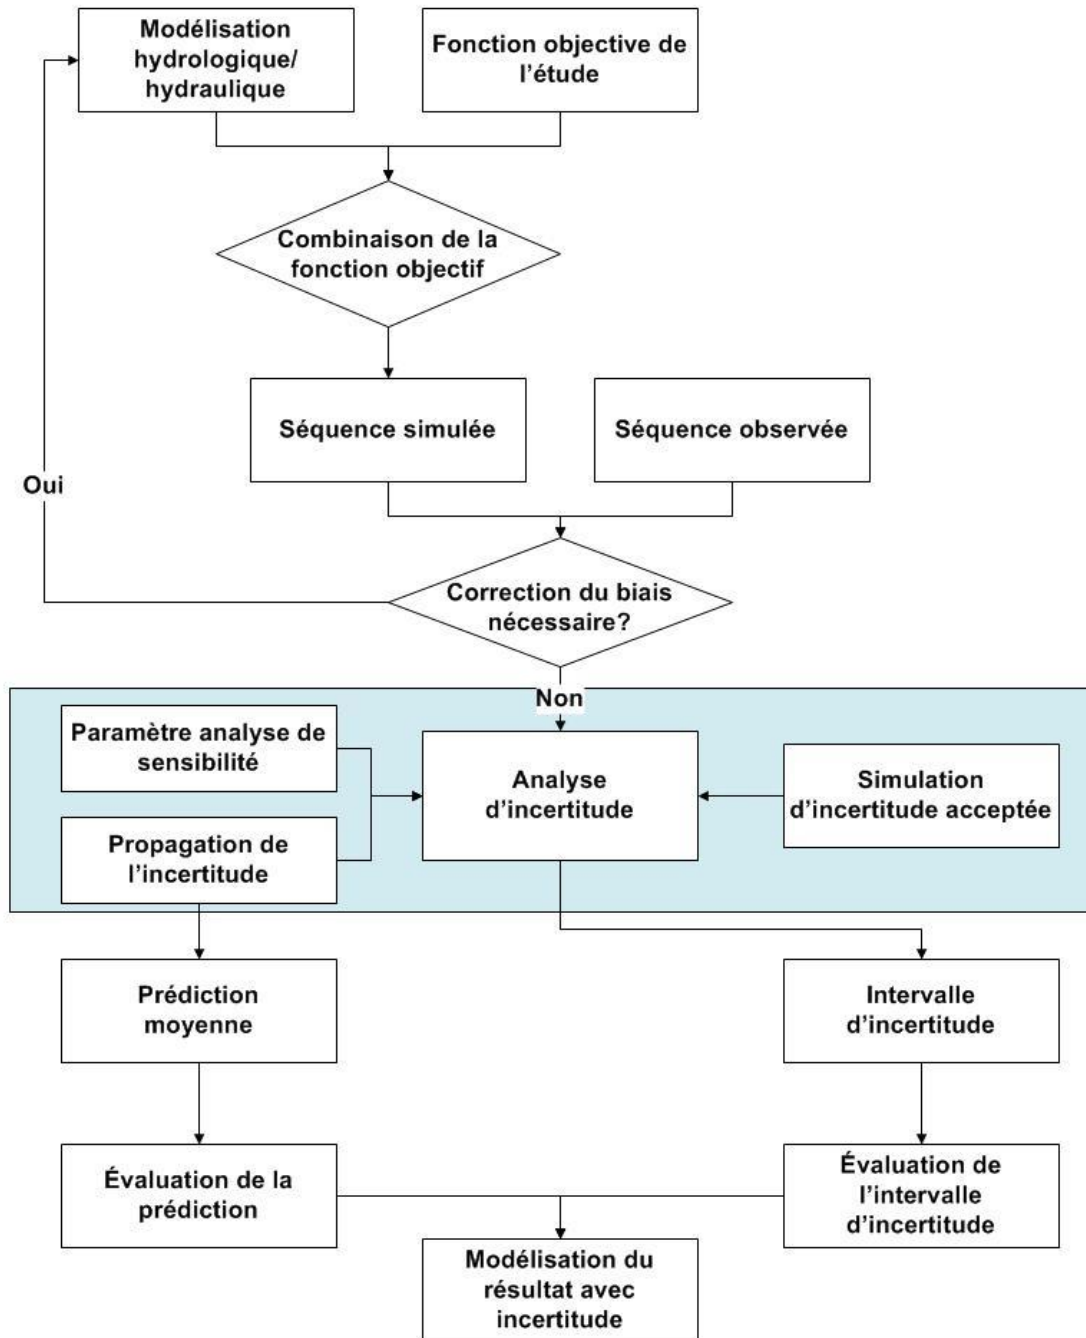 Modélisation
hydrologique/
hydraulique
Fonction objective de
l'étude
Combinaison de la
fonction objectif
Séquence simulée
Séquence observée
Oui
Correction du biais
nécessaire?
Non
Paramètre analyse de
sensibilité
Analyse
d'incertitude
Simulation
d'incertitude acceptée
Propagation de
l'incertitude
Prédiction
moyenne
Intervalle
d'incertitude
Évaluation de la
prédiction
Évaluation de
l'intervalle
d'incertitude
Modélisation du
résultat avec
incertitude